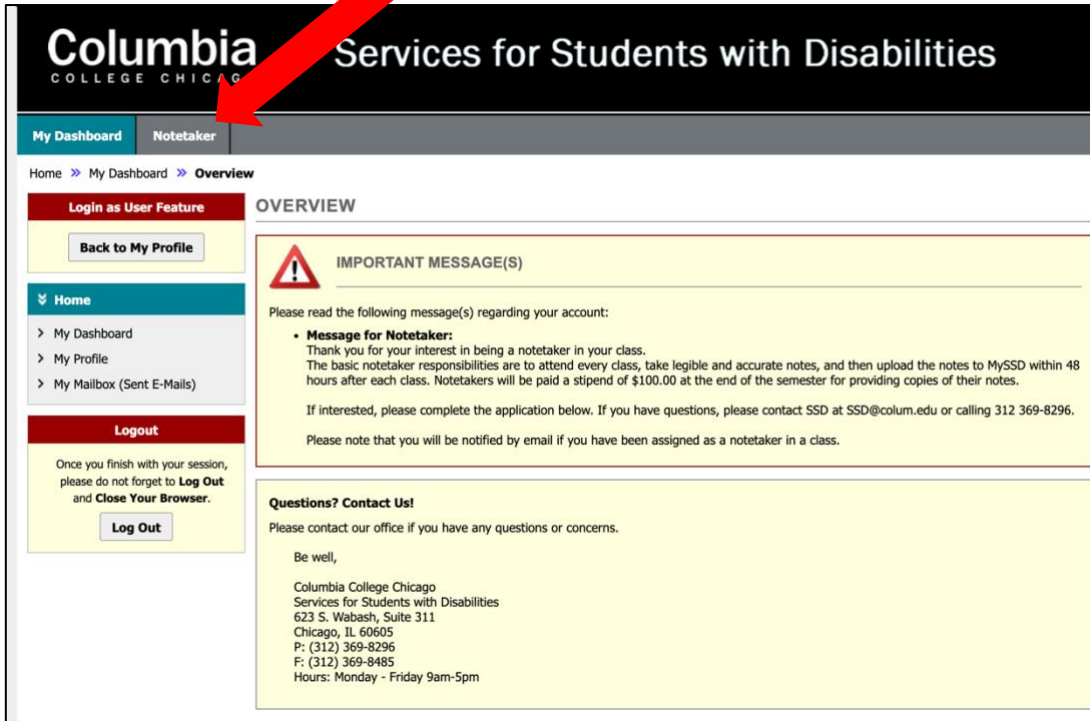 Columbia
COLLEGE CHICAG
Services for Students with Disabilities
My Dashboard
Notetaker
Home » My Dashboard » Overview
Login as User Feature
Back to My Profile
Home
My Dashboard
My Profile
My Mailbox (Sent E-Mails)
Logout
Once you finish with your session,
please do not forget to Log Out
and Close Your Browser.
Log Out
OVERVIEW
IMPORTANT MESSAGE(S)
Please read the following message(s) regarding your account:
• Message for Notetaker:
Thank you for your interest in being a notetaker in your class.
The basic notetaker responsibilities are to attend every class, take legible and accurate notes, and then upload the notes to MySSD within 48
hours after each class. Notetakers will be paid a stipend of $100.00 at the end of the semester for providing copies of their notes.
If interested, please complete the application below. If you have questions, please contact SSD at SSD@colum.edu or calling 312 369-8296.
Please note that you will be notified by email if you have been assigned as a notetaker in a class.
Questions? Contact Us!
Please contact our office if you have any questions or concerns.
Be well,
Columbia College Chicago
Services for Students with Disabilities
623 S. Wabash, Suite 311
Chicago, IL 60605
P: (312) 369-8296
F: (312) 369-8485
Hours: Monday - Friday 9am-5pm